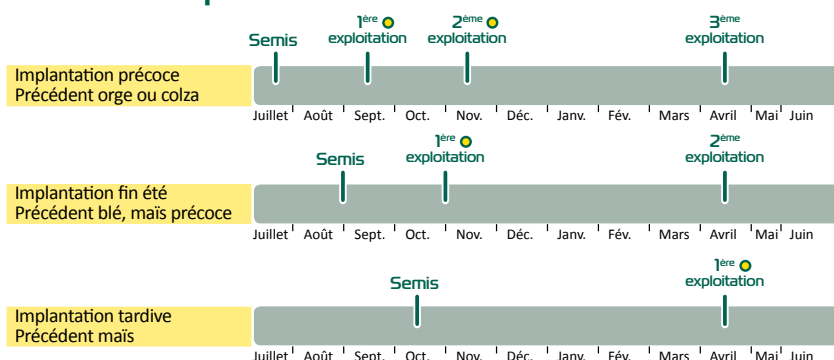 Semis
1ère exploitation
2ème exploitation
3ème exploitation
Implantation précoce
Précédent orge ou colza
Juillet Août Sept. Oct. Nov. Déc. Janv. Fév. Mars Avril Mai Juin
Semis
1ère exploitation
2ème exploitation
Implantation fin été
Précédent blé, maïs précoce
Juillet Août Sept. Oct. Nov. Déc. Janv. Fév. Mars Avril Mai Juin
Semis
1ère exploitation
Implantation tardive
Précédent maïs
Juillet Août Sept. Oct. Nov. Déc. Janv. Fév. Mars Avril Mai Juin